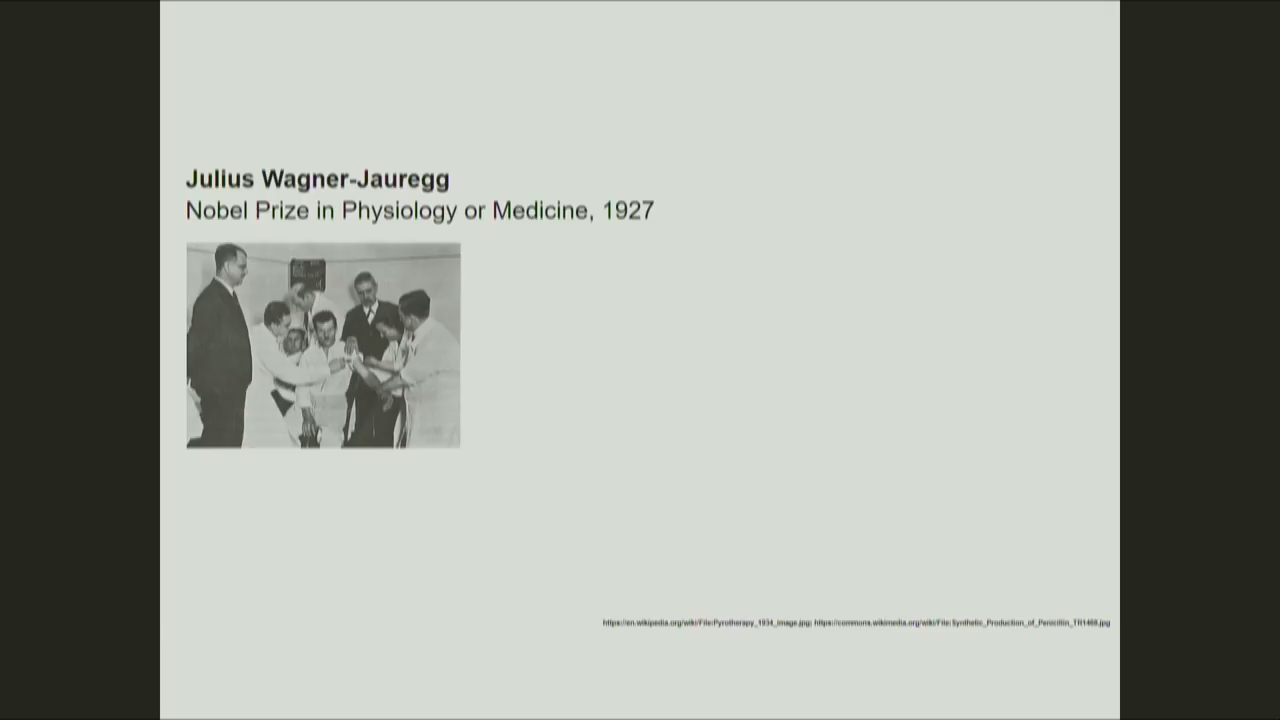 Julius Wagner-Jauregg
Nobel Prize in Physiology or Medicine, 1927
https://en.wikipedia.org/wiki/File:Pyrotherapy_1934_image.jpg; https://commons.wikimedia.org/wiki/File:Synthetic_Production_of_Penicillin_TR1468.jpg